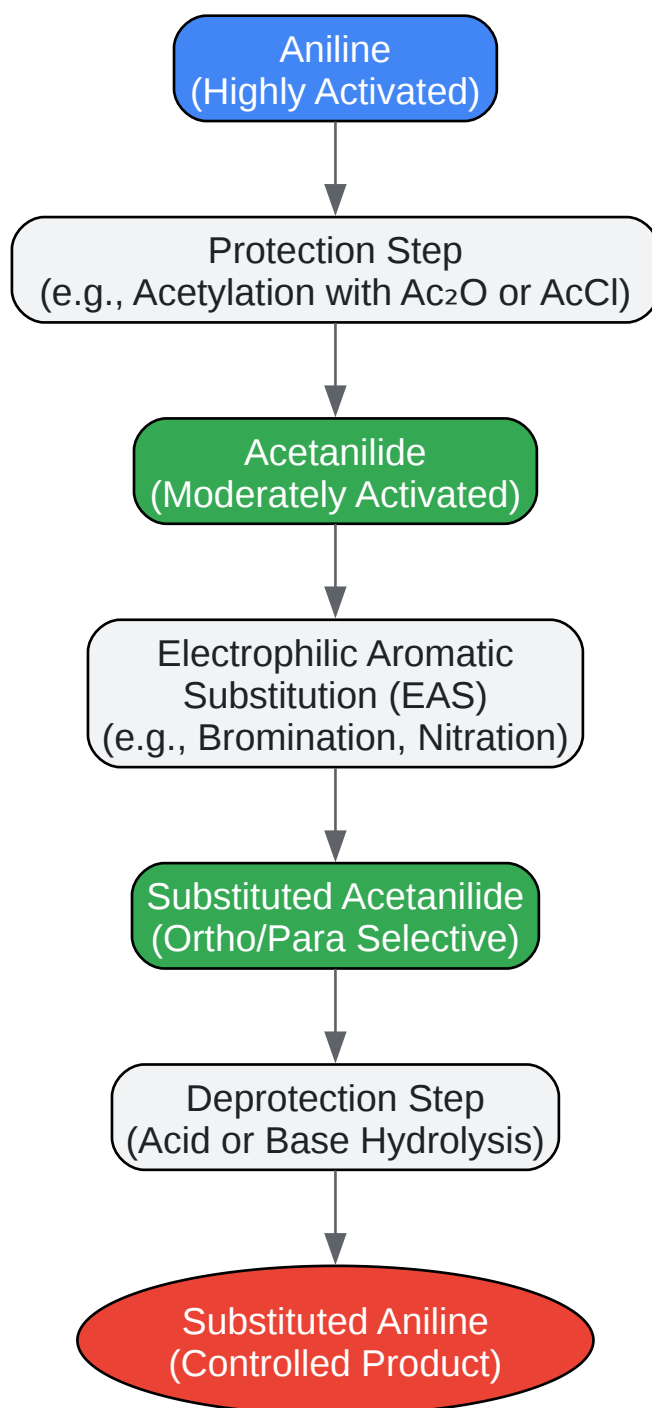 Aniline
(Highly Activated)
Protection Step
(e.g., Acetylation with Ac₂O or AcCl)
Acetanilide
(Moderately Activated)
Electrophilic Aromatic
Substitution (EAS)
(e.g., Bromination, Nitration)
Substituted Acetanilide
(Ortho/Para Selective)
Deprotection Step
(Acid or Base Hydrolysis)
Substituted Aniline
(Controlled Product)